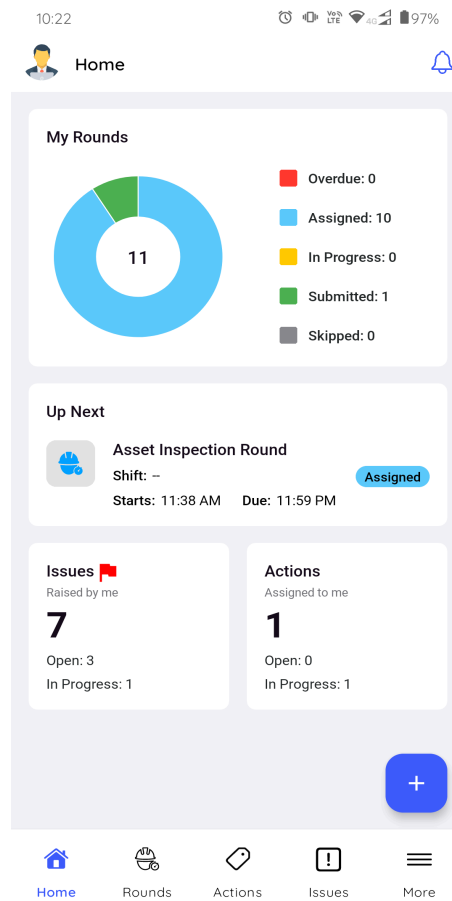 10:22
Vo LTE 4G 97%
Home
My Rounds
11
Overdue: 0
Assigned: 10
In Progress: 0
Submitted: 1
Skipped: 0
Up Next
Asset Inspection Round
Shift: --
Assigned
Starts: 11:38 AM Due: 11:59 PM
Issues
Raised by me
7
Open: 3
In Progress: 1
Actions
Assigned to me
1
Open: 0
In Progress: 1
+
Home Rounds Actions Issues More